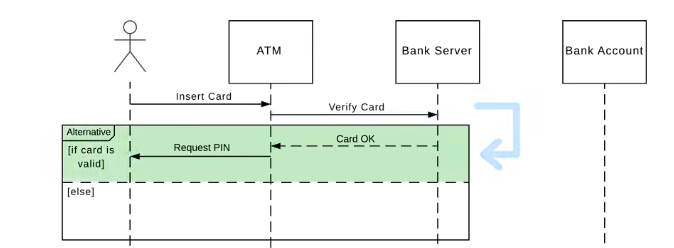 ATM
Bank Server
Bank Account
Insert Card
Verify Card
Alternative
[if card is
valid]
Card OK
Request PIN
[else]